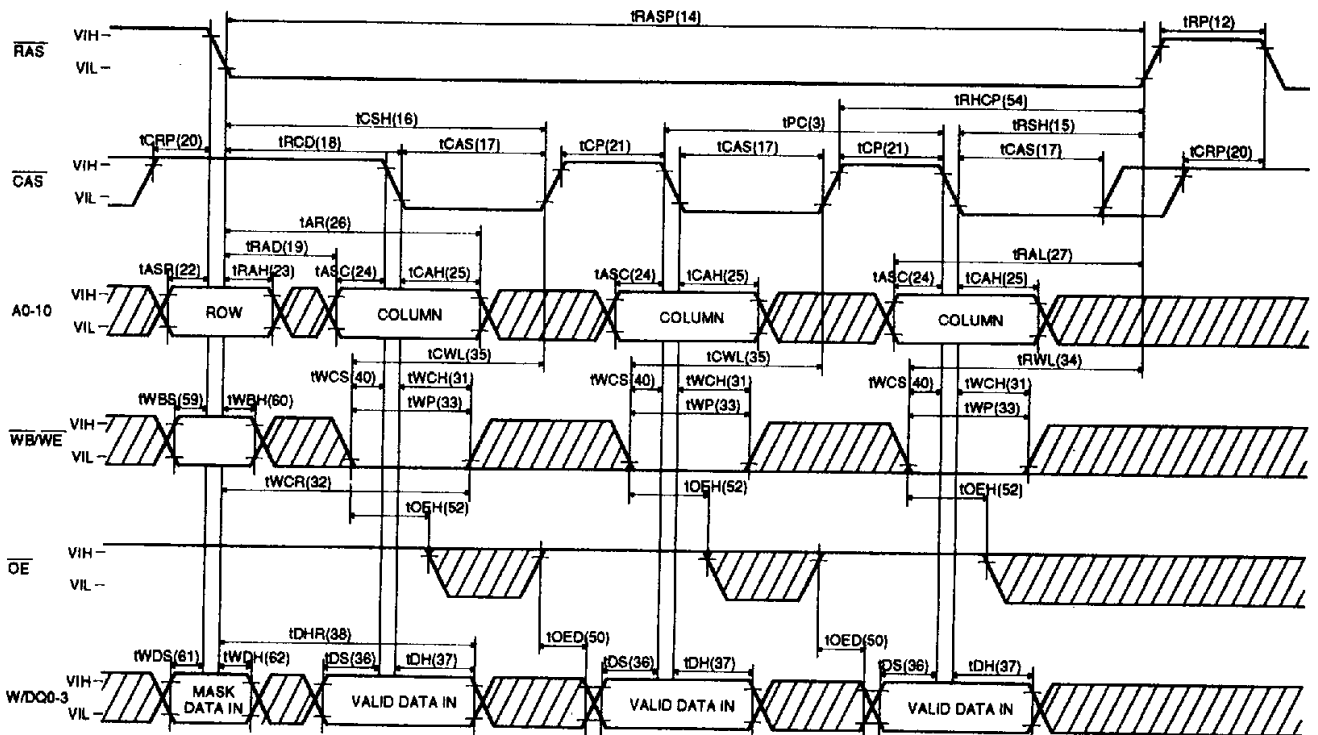 tRASP(14)
tRP(12)
RAS
VIH
VIL
tRHCP(54)
tCSH(16)
tPC(3)
tRSH(15)
tCRP(20)
tRCD(18)
tCAS(17)
tCP(21)
tCAS(17)
tCP(21)
tCAS(17)
tCRP(20)
CAS
VIH
VIL
tAR(26)
tRAD(19)
tRAL(27)
tASR(22)
tRAH(23)
tASC(24)
tCAH(25)
tASC(24)
tCAH(25)
tASC(24)
tCAH(25)
A0-10
VIH
VIL
ROW
COLUMN
COLUMN
COLUMN
tCWL(35)
tCWL(35)
tRWL(34)
tWCS(40)
tWCH(31)
tWCS(40)
tWCH(31)
tWCS(40)
tWCH(31)
tWBS(59)
tWBH(60)
tWP(33)
tWP(33)
tWP(33)
WB/WE
VIH
VIL
tWCR(32)
tOEH(52)
tOEH(52)
tOEH(52)
OE
VIH
VIL
tDHR(38)
tOED(50)
tOED(50)
tWDS(61)
tWDH(62)
tDS(36)
tDH(37)
tDS(36)
tDH(37)
tDS(36)
tDH(37)
W/DQ0-3
VIH
VIL
MASK
DATA IN
VALID DATA IN
VALID DATA IN
VALID DATA IN